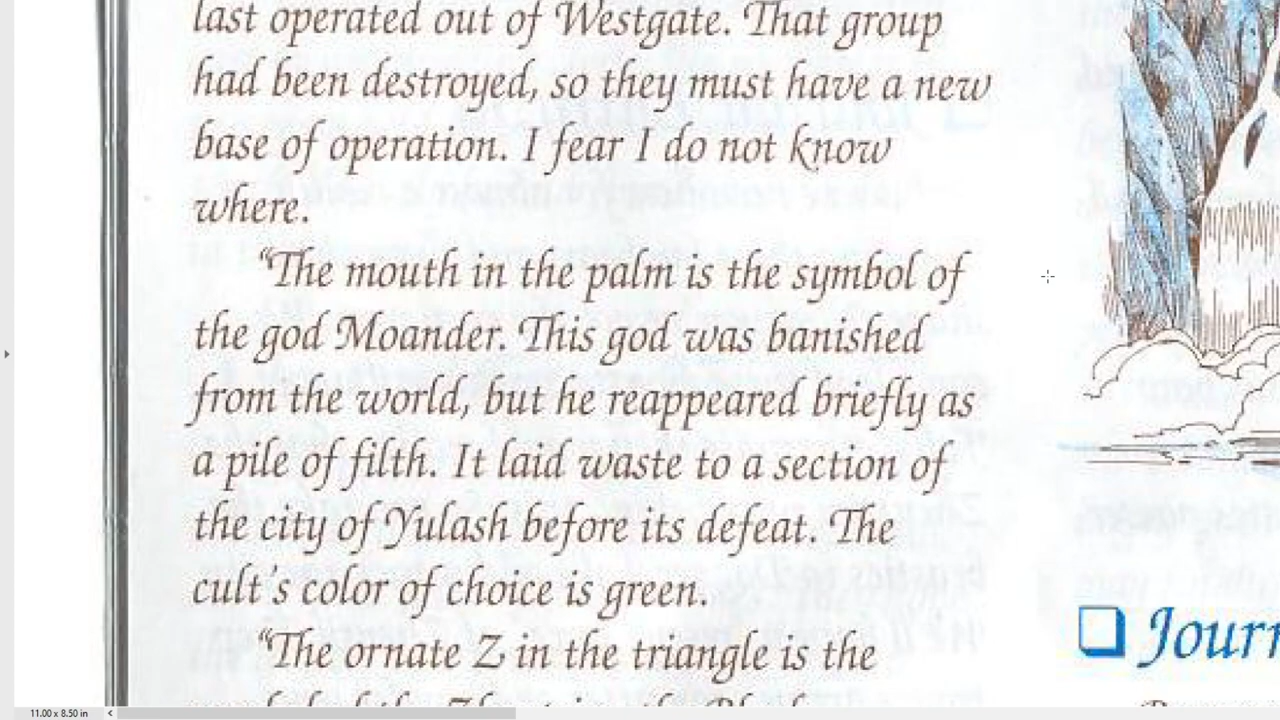 last operated out of Westgate. That group
had been destroyed, so they must have a new
base of operation. I fear I do not know
where.
“The mouth in the palm is the symbol of
the god Moander. This god was banished
from the world, but he reappeared briefly as
a pile of filth. It laid waste to a section of
the city of Yulash before its defeat. The
cult’s color of choice is green.
“The ornate Z in the triangle is the
Journ
11.00 x 8.50 in